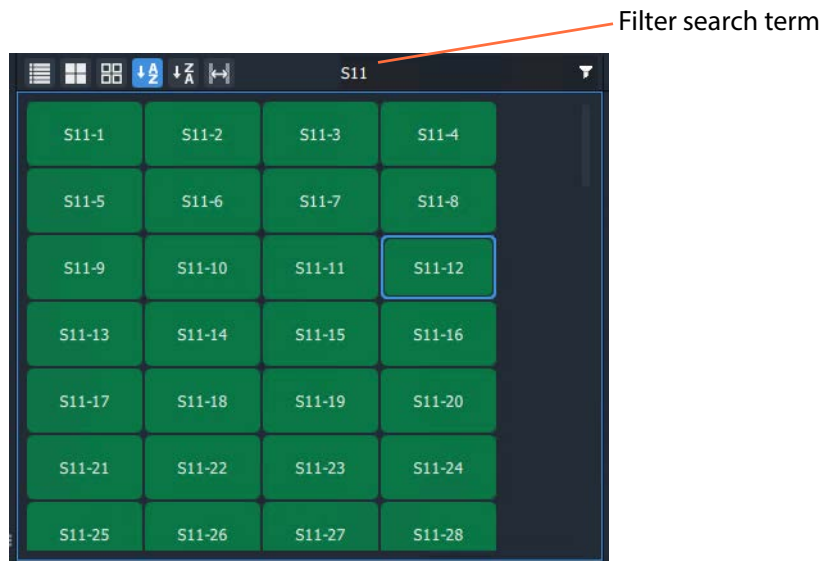 Filter search term
S11
S11-1 S11-2 S11-3 S11-4
S11-5 S11-6 S11-7 S11-8
S11-9 S11-10 S11-11 S11-12
S11-13 S11-14 S11-15 S11-16
S11-17 S11-18 S11-19 S11-20
S11-21 S11-22 S11-23 S11-24
S11-25 S11-26 S11-27 S11-28